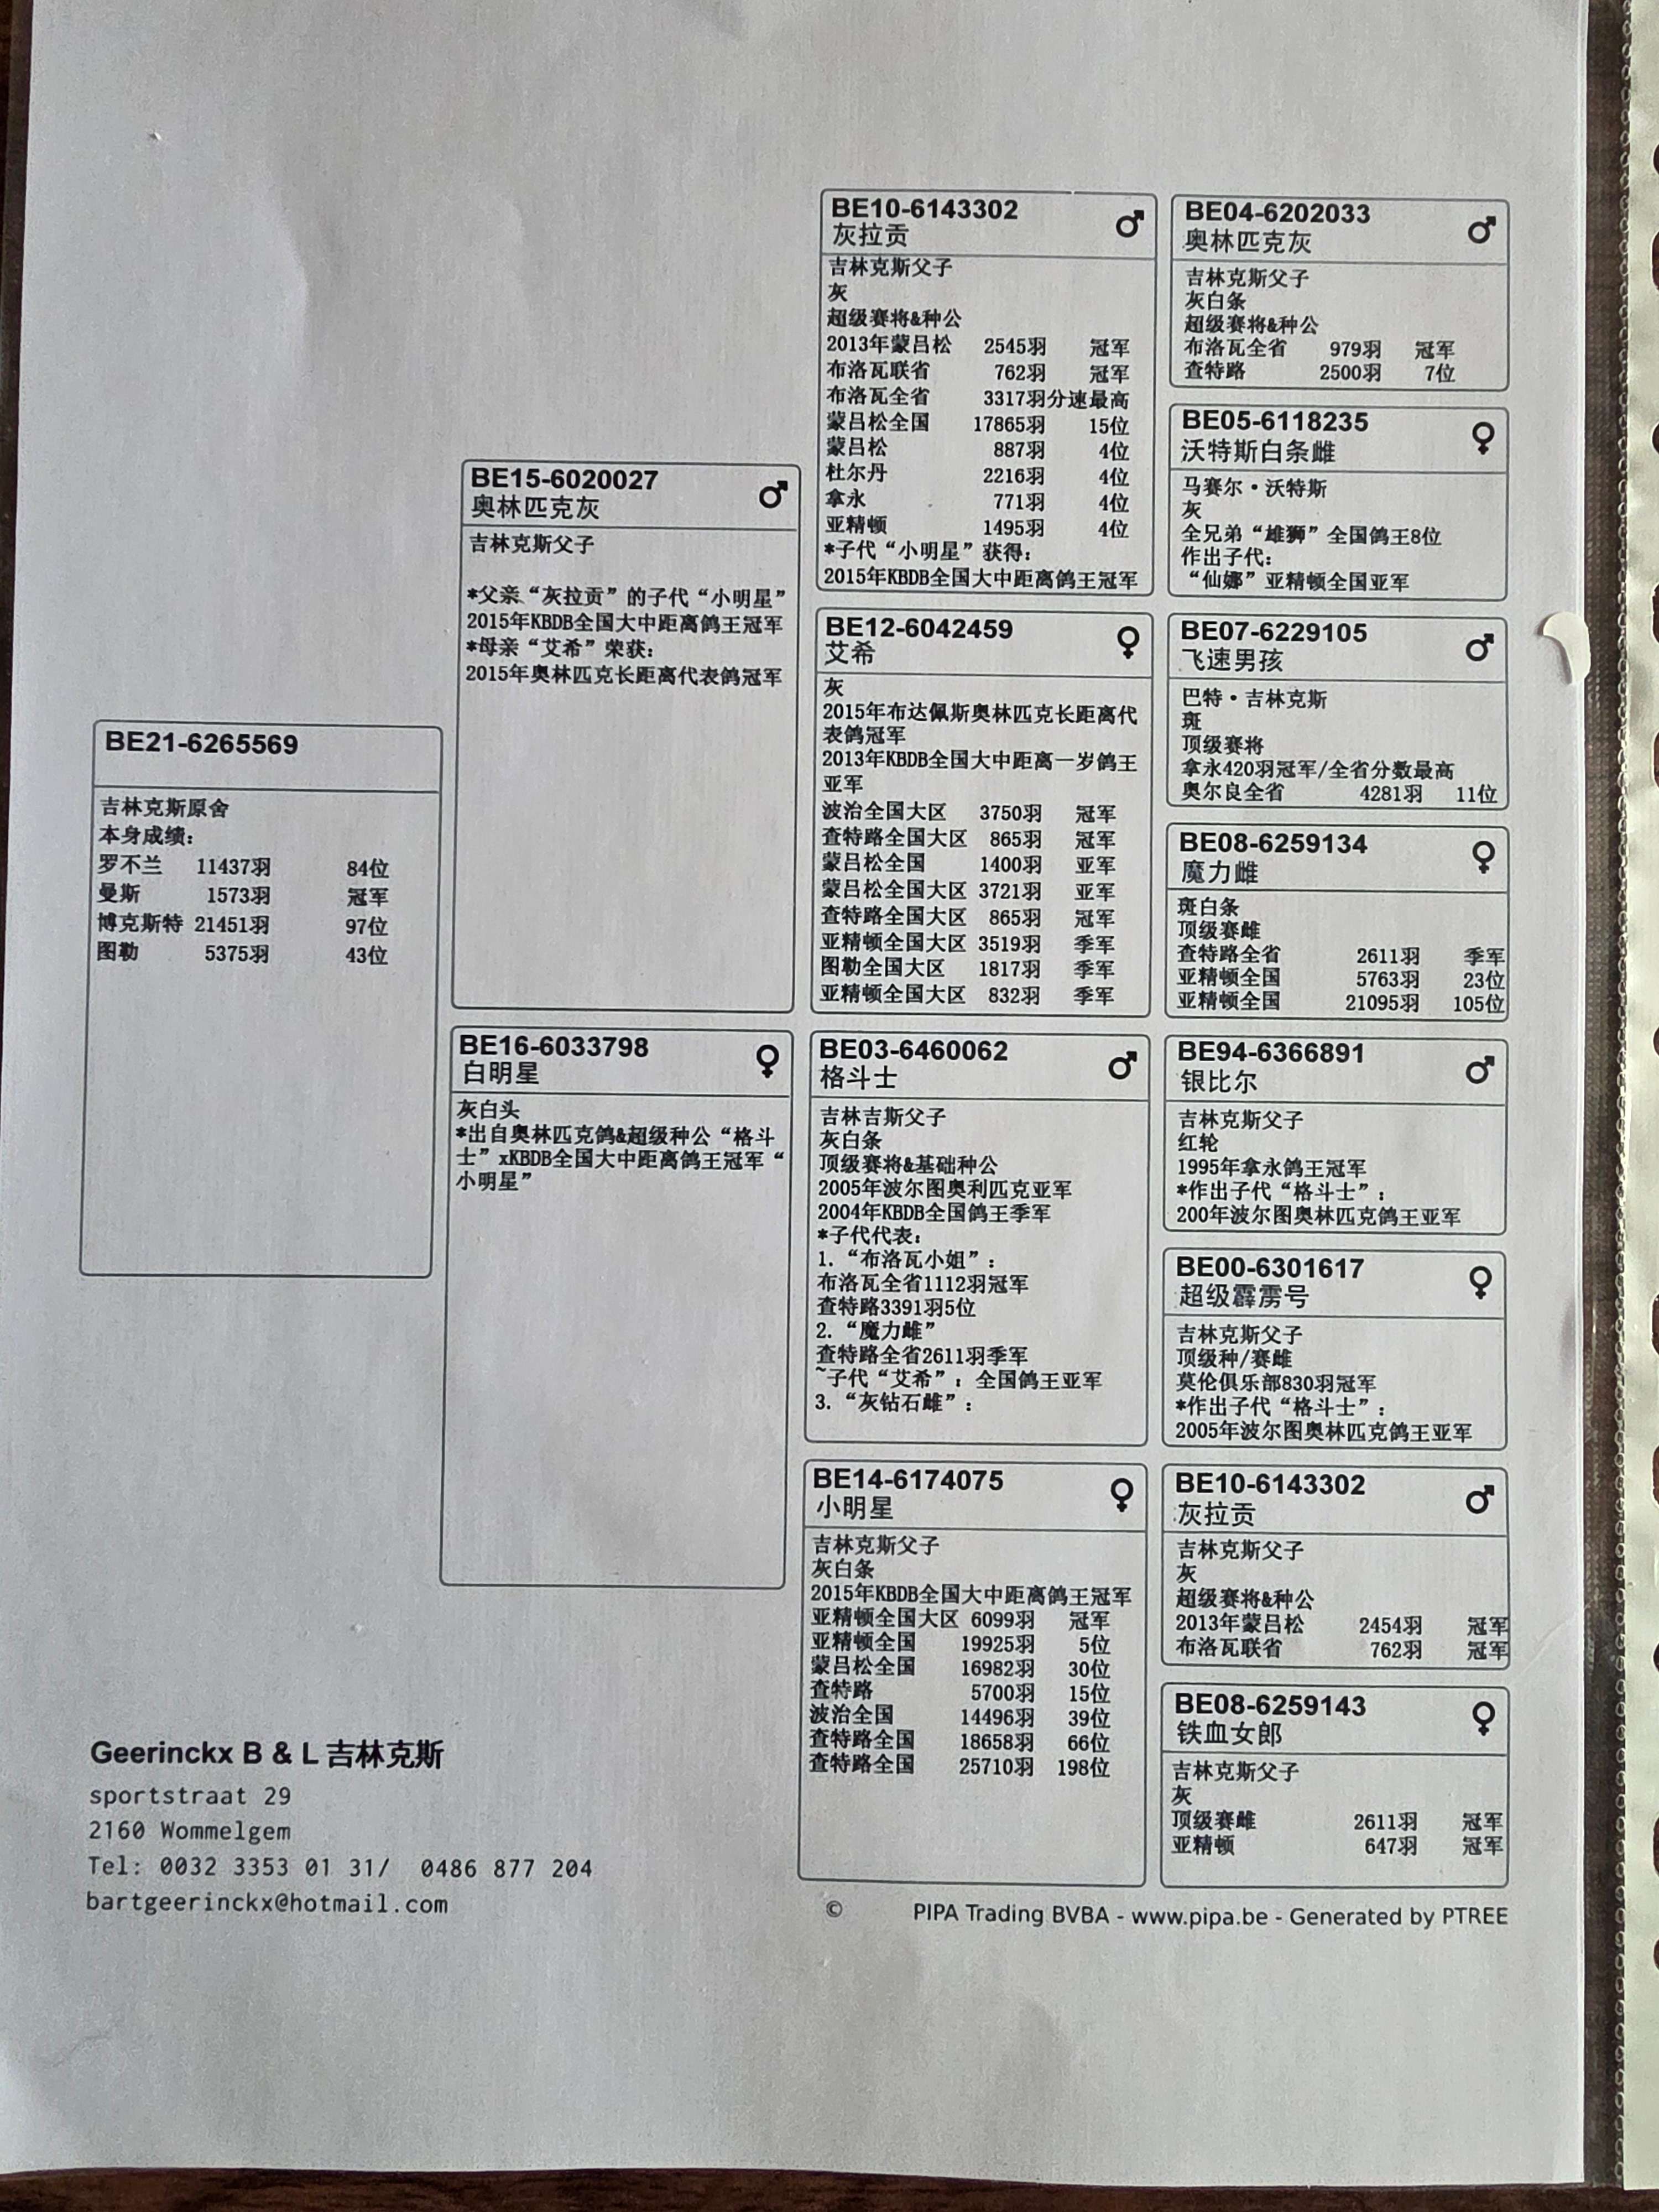 BE21-6265569
吉林克斯原舍
本身成绩：
罗不兰 11437羽 84位
曼斯 1573羽 冠军
博克斯特 21451羽 97位
图勒 5375羽 43位
BE15-6020027 ♂
奥林匹克灰
吉林克斯父子
*父亲“灰拉贡”的子代“小明星”
2015年KBDB全国大中距离鸽王冠军
*母亲“艾希”荣获：
2015年奥林匹克长距离代表鸽冠军
BE16-6033798 ♀
白明星
灰白头
*出自奥林匹克鸽&超级种公“格斗
士”xKBDB全国大中距离鸽王冠军“
小明星”
BE10-6143302 ♂
灰拉贡
吉林克斯父子
灰
超级赛将&种公
2013年蒙吕松 2545羽 冠军
布洛瓦联省 762羽 冠军
布洛瓦全省 3317羽分速最高
蒙吕松全国 17865羽 15位
蒙吕松 887羽 4位
杜尔丹 2216羽 4位
拿永 771羽 4位
亚精顿 1495羽 4位
*子代“小明星”获得：
2015年KBDB全国大中距离鸽王冠军
BE12-6042459 ♀
艾希
灰
2015年布达佩斯奥林匹克长距离代
表鸽冠军
2013年KBDB全国大中距离一岁鸽王
亚军
波治全国大区 3750羽 冠军
查特路全国大区 865羽 冠军
蒙吕松全国 1400羽 亚军
蒙吕松全国大区 3721羽 亚军
查特路全国大区 865羽 冠军
亚精顿全国大区 3519羽 季军
图勒全国大区 1817羽 季军
亚精顿全国大区 832羽 季军
BE03-6460062 ♂
格斗士
吉林吉斯父子
灰白条
顶级赛将&基础种公
2005年波尔图奥利匹克亚军
2004年KBDB全国鸽王季军
*子代代表：
1. “布洛瓦小姐”：
布洛瓦全省1112羽冠军
查特路3391羽5位
2. “魔力雌”
查特路全省2611羽季军
~子代“艾希”：全国鸽王亚军
3. “灰钻石雌”：
BE14-6174075 ♀
小明星
吉林克斯父子
灰白条
2015年KBDB全国大中距离鸽王冠军
亚精顿全国大区 6099羽 冠军
亚精顿全国 19925羽 5位
蒙吕松全国 16982羽 30位
查特路 5700羽 15位
波治全国 14496羽 39位
查特路全国 18658羽 66位
查特路全国 25710羽 198位
BE04-6202033 ♂
奥林匹克灰
吉林克斯父子
灰白条
超级赛将&种公
布洛瓦全省 979羽 冠军
查特路 2500羽 7位
BE05-6118235 ♀
沃特斯白条雌
马赛尔·沃特斯
灰
全兄弟“雄狮”全国鸽王8位
作出子代：
“仙娜”亚精顿全国亚军
BE07-6229105 ♂
飞速男孩
巴特·吉林克斯
斑
顶级赛将
拿永420羽冠军/全省分数最高
奥尔良全省 4281羽 11位
BE08-6259134 ♀
魔力雌
斑白条
顶级赛雌
查特路全省 2611羽 季军
亚精顿全国 5763羽 23位
亚精顿全国 21095羽 105位
BE94-6366891 ♂
银比尔
吉林克斯父子
红轮
1995年拿永鸽王冠军
*作出子代“格斗士”：
200年波尔图奥林匹克鸽王亚军
BE00-6301617 ♀
超级霹雳号
吉林克斯父子
顶级种/赛雌
莫伦俱乐部830羽冠军
*作出子代“格斗士”：
2005年波尔图奥林匹克鸽王亚军
BE10-6143302 ♂
灰拉贡
吉林克斯父子
灰
超级赛将&种公
2013年蒙吕松 2454羽 冠军
布洛瓦联省 762羽 冠军
BE08-6259143 ♀
铁血女郎
吉林克斯父子
灰
顶级赛雌 2611羽 冠军
亚精顿 647羽 冠军
Geerinckx B & L 吉林克斯
sportstraat 29
2160 Wommelgem
Tel: 0032 3353 01 31/ 0486 877 204
bartgeerinckx@hotmail.com
© PIPA Trading BVBA - www.pipa.be - Generated by PTREE